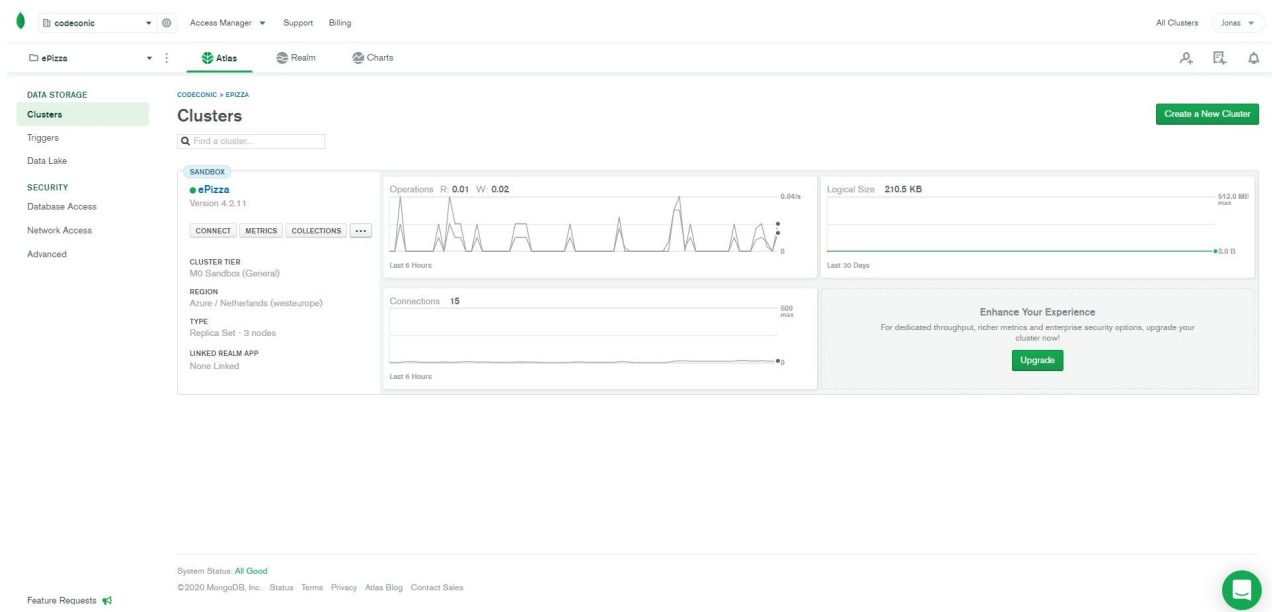 codeconic
Access Manager
Support
Billing
All Clusters
Jonas
ePizza
Atlas
Realm
Charts
DATA STORAGE
Clusters
Triggers
Data Lake
SECURITY
Database Access
Network Access
Advanced
CODECONIC > EPIZZA
Clusters
Create a New Cluster
Find a cluster...
SANDBOX
ePizza
Version 4.2.11
CONNECT METRICS COLLECTIONS ...
CLUSTER TIER
M0 Sandbox (General)
REGION
Azure / Netherlands (westeurope)
TYPE
Replica Set - 3 nodes
LINKED REALM APP
None Linked
Operations R: 0.01 W: 0.02
0.04/s
0
Last 6 Hours
Logical Size 210.5 KB
512.0 MB
max
0.0 B
Last 30 Days
Connections 15
500
max
0
Last 6 Hours
Enhance Your Experience
For dedicated throughput, richer metrics and enterprise security options, upgrade your
cluster now!
Upgrade
System Status: All Good
©2020 MongoDB, Inc. Status Terms Privacy Atlas Blog Contact Sales
Feature Requests